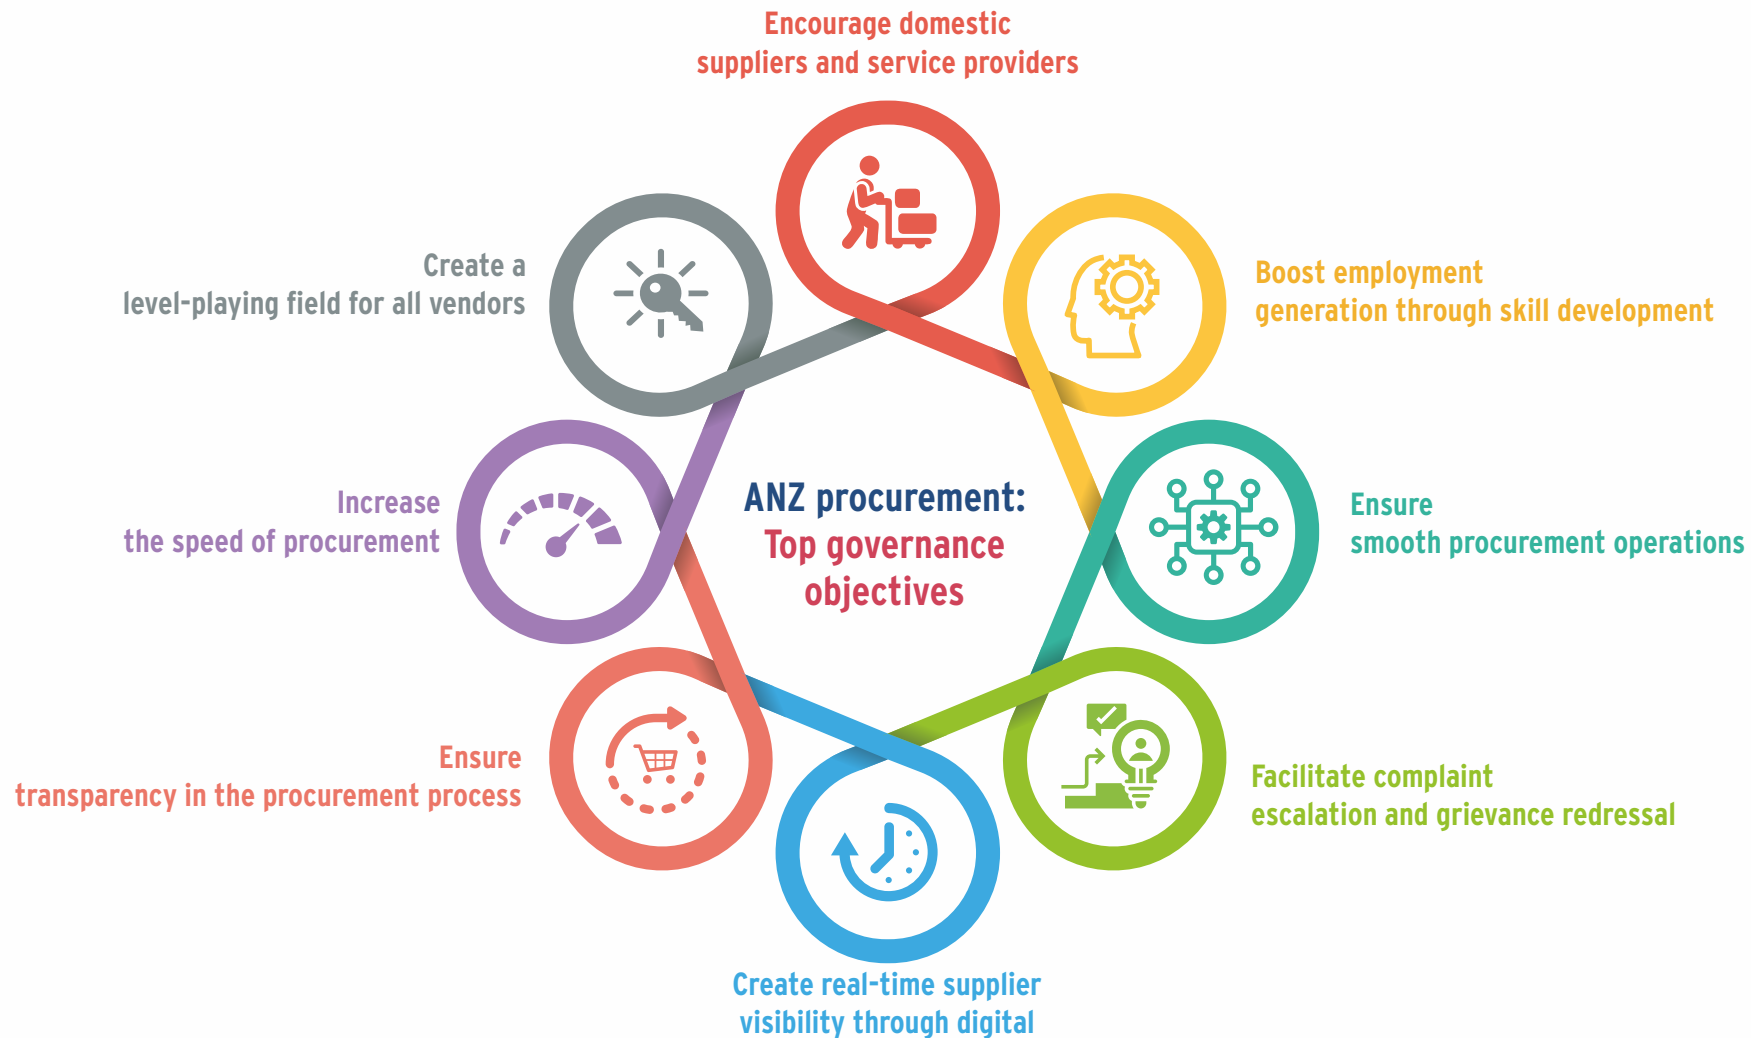 Encourage domestic
suppliers and service providers
Create a
level-playing field for all vendors
Boost employment
generation through skill development
Increase
the speed of procurement
ANZ procurement:
Top governance
objectives
Ensure
smooth procurement operations
Ensure
transparency in the procurement process
Facilitate complaint
escalation and grievance redressal
Create real-time supplier
visibility through digital